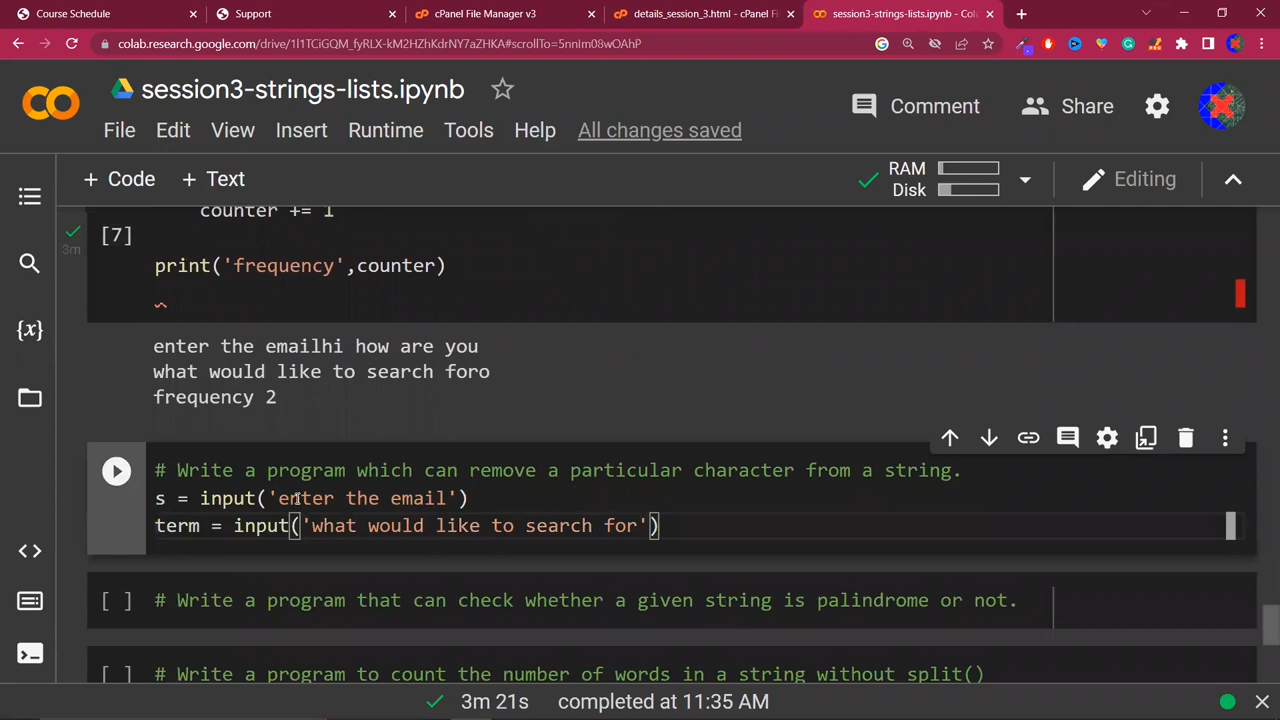 Course Schedule
Support
cPanel File Manager v3
details_session_3.html - cPanel F
session3-strings-lists.ipynb - Cola
colab.research.google.com/drive/1l1TCiGQM_fyRLX-kM2HZhKdrNY7aZHKA#scrollTo=5nnIm08wOAhP
session3-strings-lists.ipynb
Comment
Share
File Edit View Insert Runtime Tools Help All changes saved
+ Code + Text
RAM
Disk
Editing
counter += 1
[7]
3m
print('frequency',counter)
enter the emailhi how are you
what would like to search foro
frequency 2
# Write a program which can remove a particular character from a string.
s = input('enter the email')
term = input('what would like to search for')
[ ] # Write a program that can check whether a given string is palindrome or not.
[ ] # Write a program to count the number of words in a string without split()
3m 21s completed at 11:35 AM